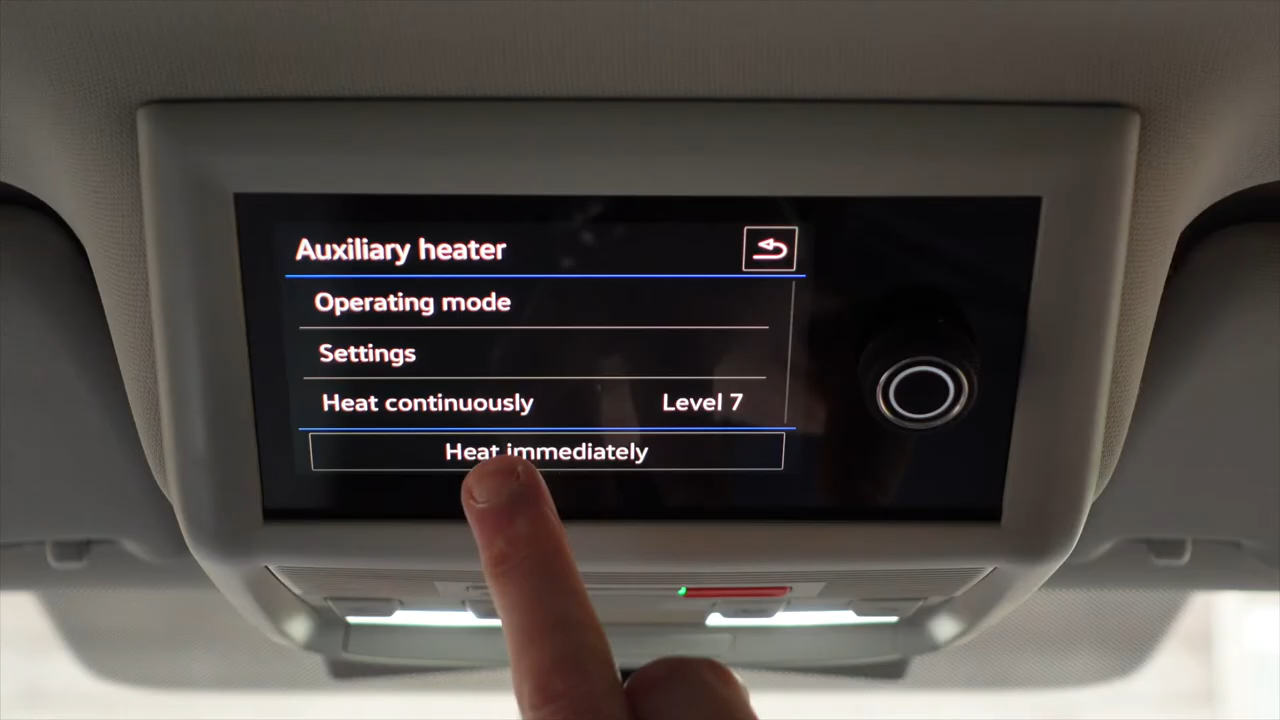 Auxiliary heater
Operating mode
Settings
Heat continuously Level 7
Heat immediately